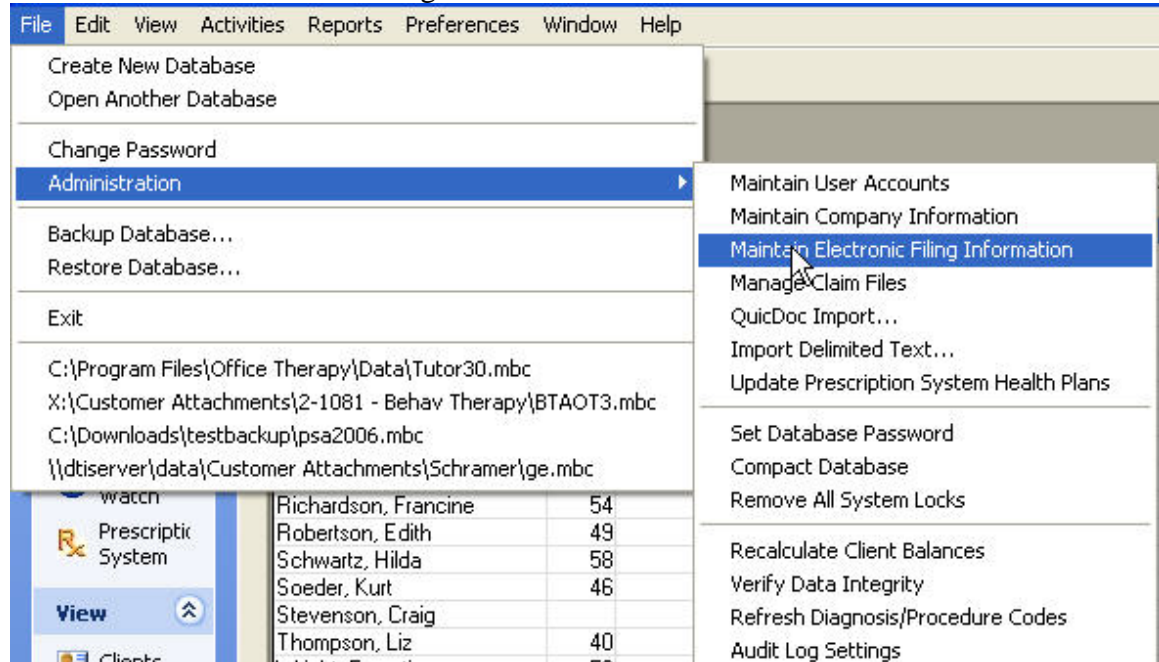 File Edit View Activities Reports Preferences Window Help
Create New Database
Open Another Database
Change Password
Administration
Backup Database...
Restore Database...
Exit
C:\Program Files\Office Therapy\Data\Tutor30.mbc
X:\Customer Attachments\2-1081 - Behav Therapy\BTAOT3.mbc
C:\Downloads\testbackup\psa2006.mbc
\\dtiserver\data\Customer Attachments\Schramer\ge.mbc
Maintain User Accounts
Maintain Company Information
Maintain Electronic Filing Information
Manage Claim Files
QuicDoc Import...
Import Delimited Text...
Update Prescription System Health Plans
Set Database Password
Compact Database
Remove All System Locks
Recalculate Client Balances
Verify Data Integrity
Refresh Diagnosis/Procedure Codes
Audit Log Settings
Watch
Prescriptic
System
View
Clients
Richardson, Francine 54
Robertson, Edith 49
Schwartz, Hilda 58
Soeder, Kurt 46
Stevenson, Craig
Thompson, Liz 40